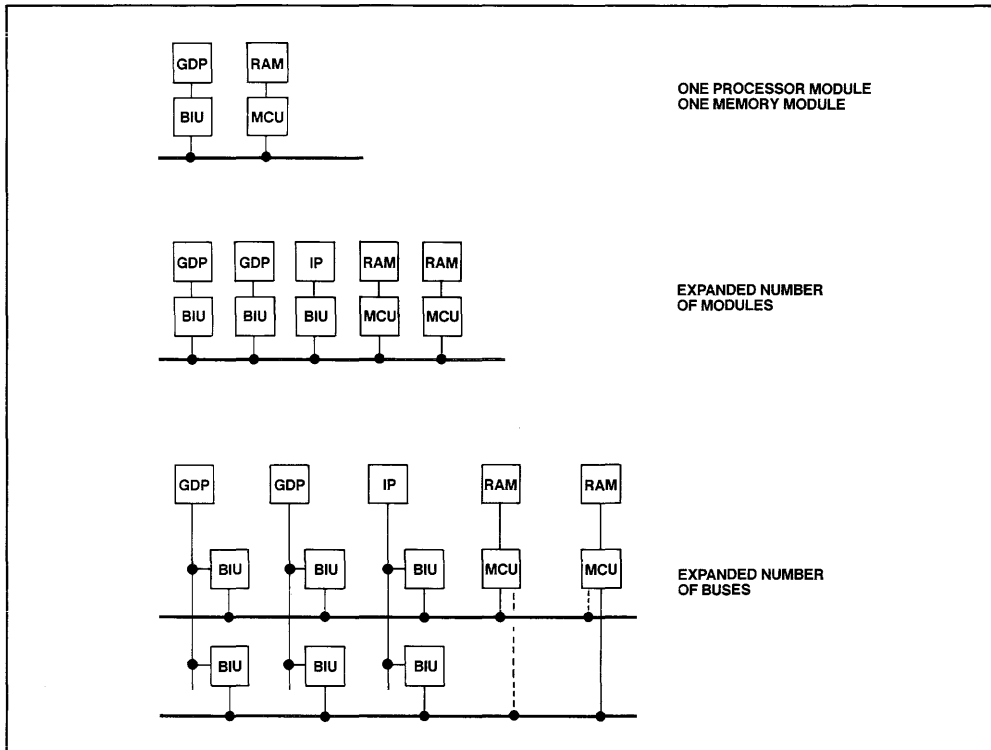 GDP RAM
BIU MCU
ONE PROCESSOR MODULE
ONE MEMORY MODULE
GDP GDP IP RAM RAM
BIU BIU BIU MCU MCU
EXPANDED NUMBER
OF MODULES
GDP GDP IP RAM RAM
BIU BIU BIU MCU MCU
EXPANDED NUMBER
OF BUSES
BIU BIU BIU